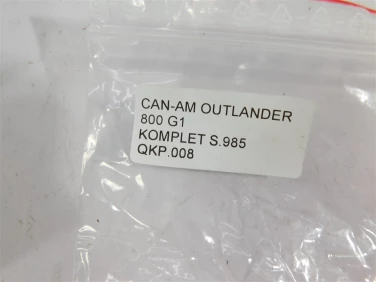 CAN-AM OUTLANDER
800 G1
KOMPLET S.985
QKP.008